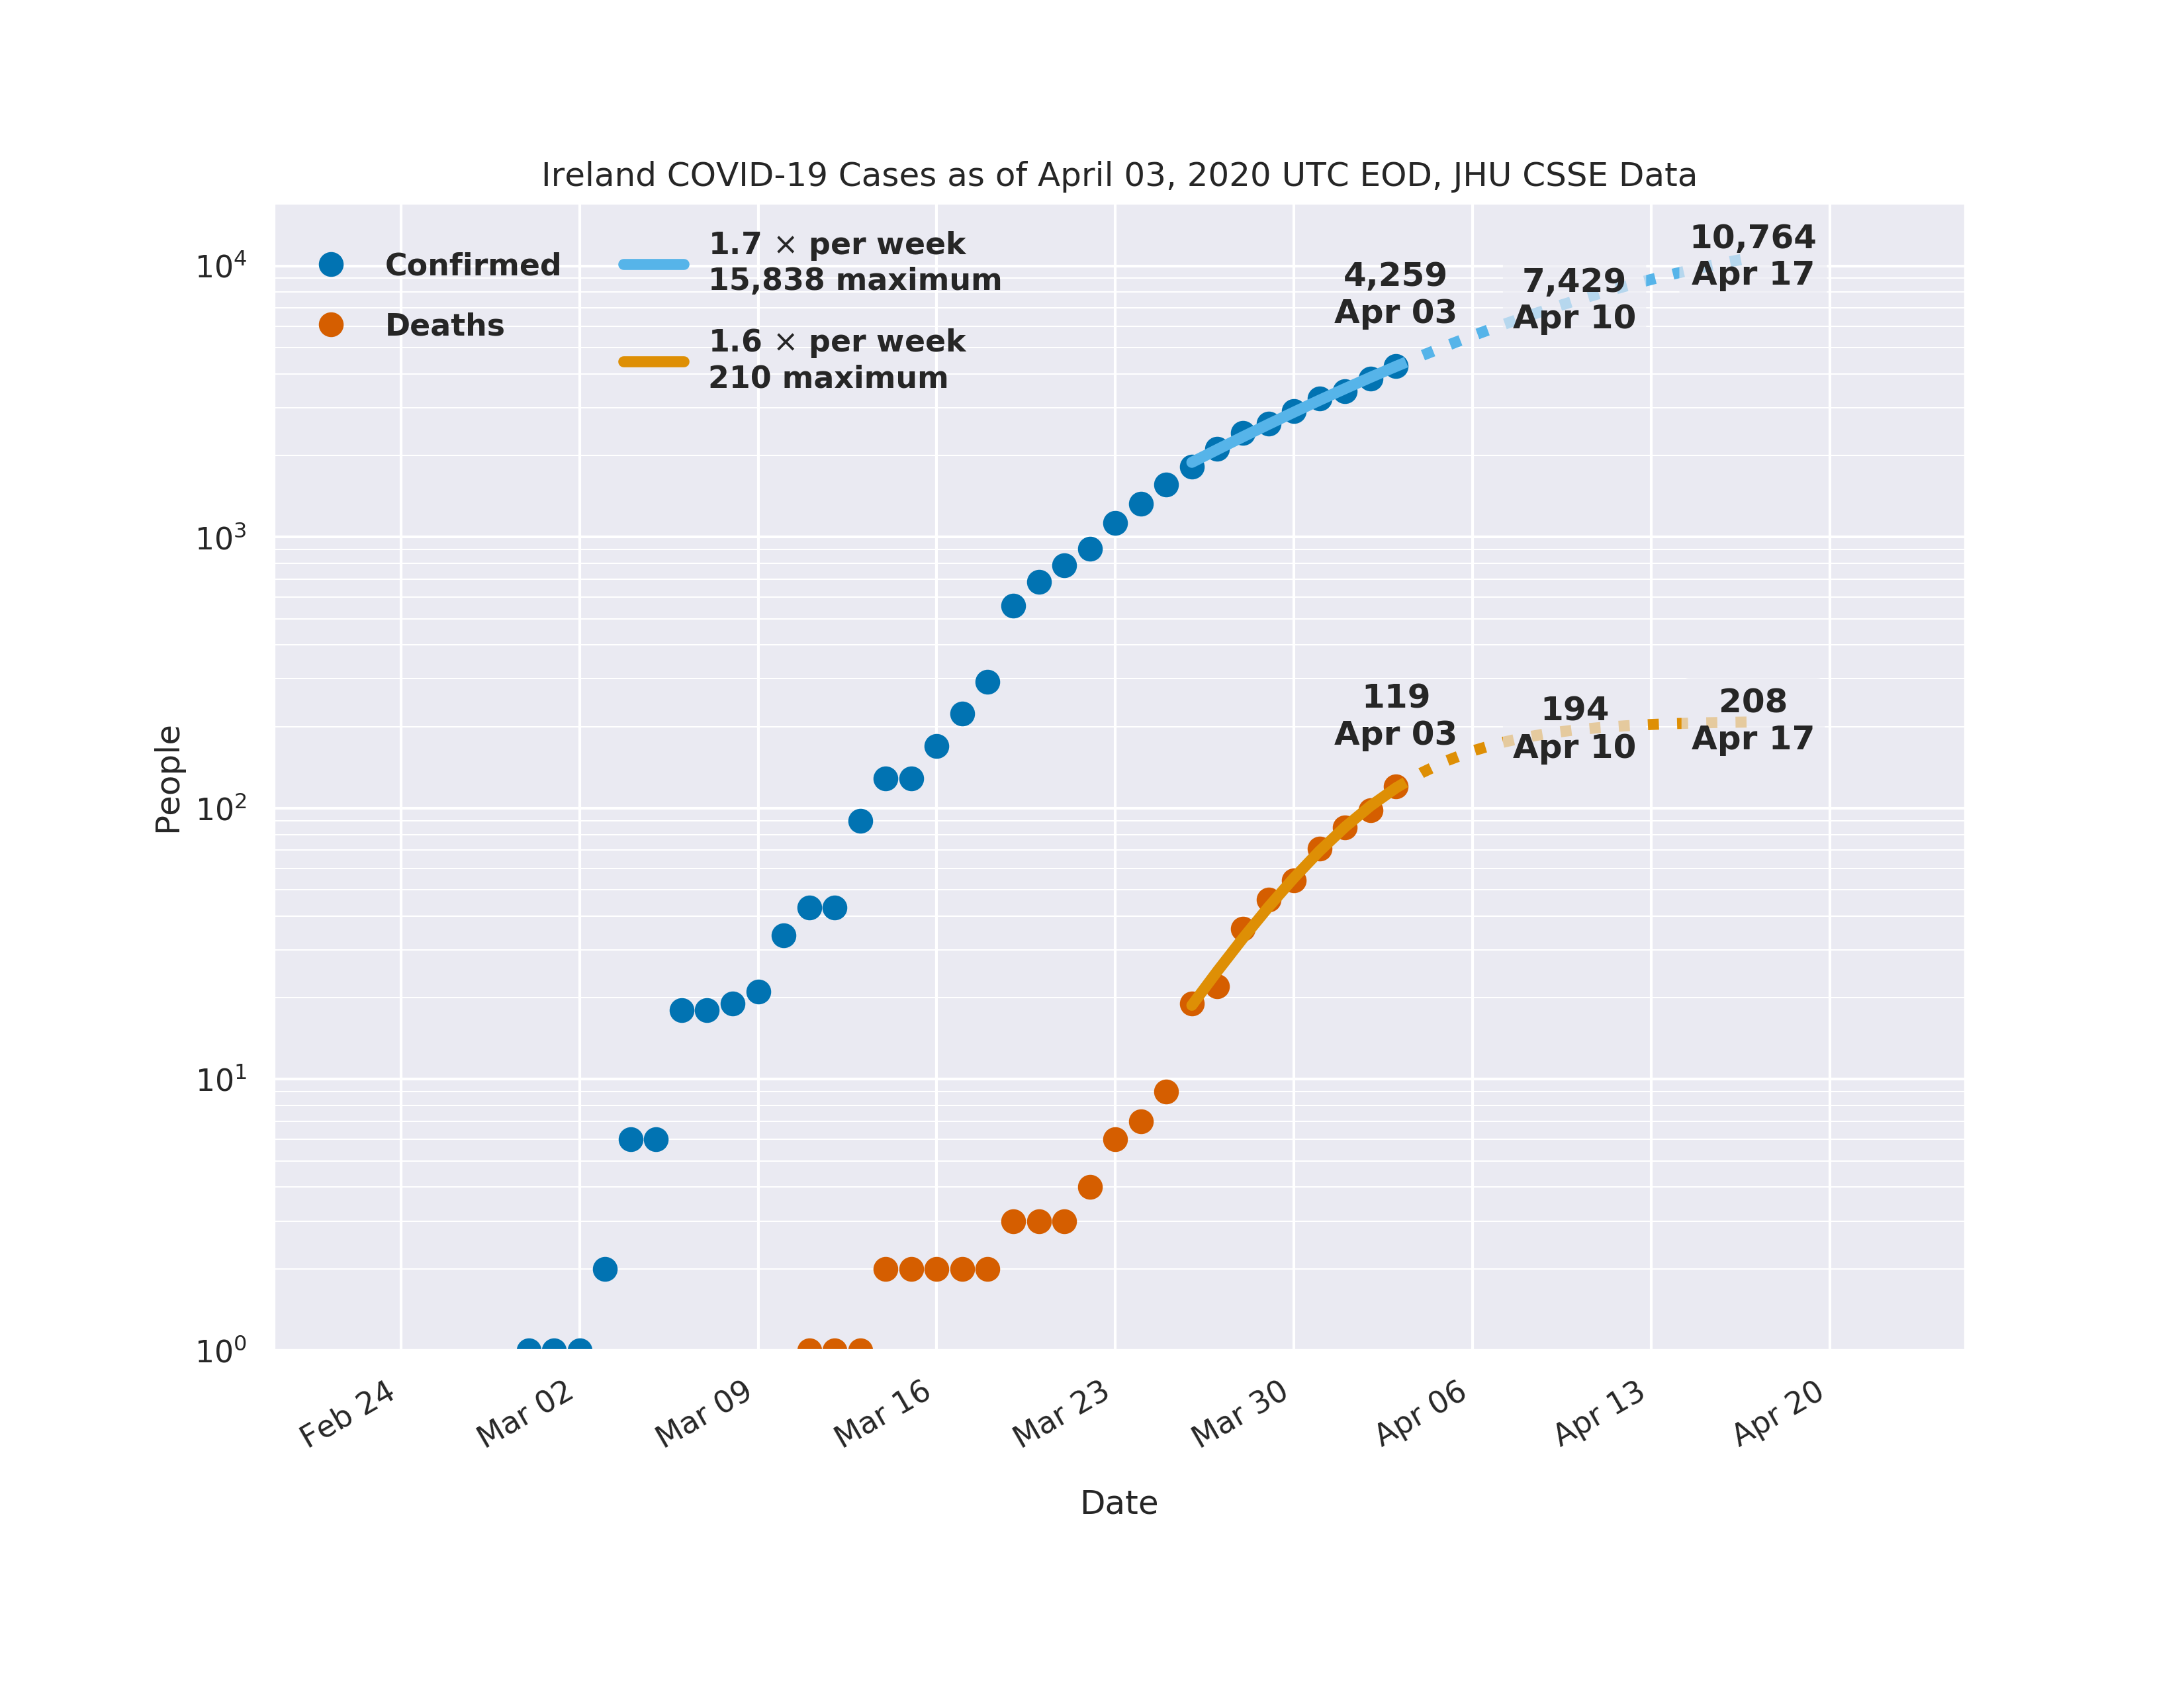 Ireland COVID-19 Cases as of April 03, 2020 UTC EOD, JHU CSSE Data
Confirmed
Deaths
1.7 × per week
15,838 maximum
1.6 × per week
210 maximum
4,259
Apr 03
7,429
Apr 10
10,764
Apr 17
119
Apr 03
194
Apr 10
208
Apr 17
People
10⁴
10³
10²
10¹
10⁰
Feb 24
Mar 02
Mar 09
Mar 16
Mar 23
Mar 30
Apr 06
Apr 13
Apr 20
Date